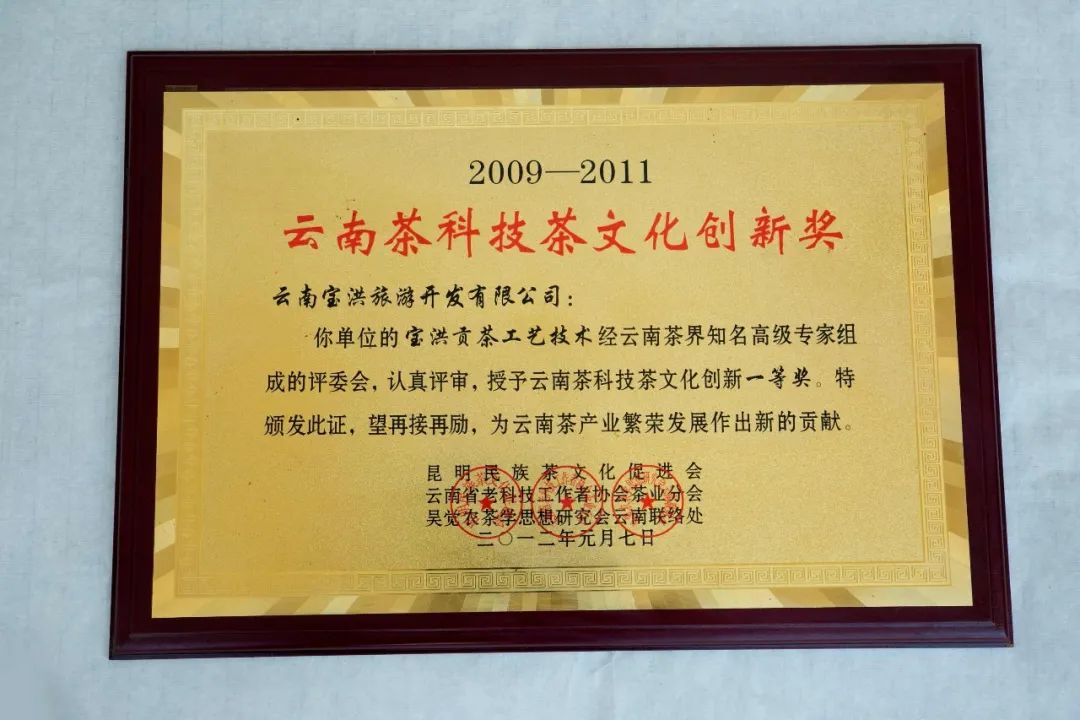 2009—2011
云南茶科技茶文化创新奖
云南宝洪旅游开发有限公司：
你单位的宝洪贡茶工艺技术经云南茶界知名高级专家组
成的评委会，认真评审，授予云南茶科技茶文化创新一等奖。特
颁发此证，望再接再励，为云南茶产业繁荣发展作出新的贡献。
昆明民族茶文化促进会
云南省老科技工作者协会茶业分会
吴觉农茶学思想研究会云南联络处
二〇一二年元月七日